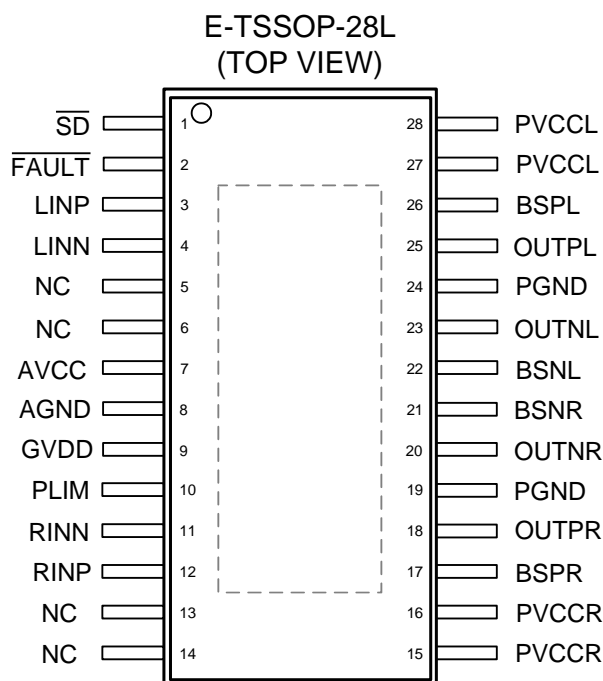 E-TSSOP-28L
(TOP VIEW)
SD 1 28 PVCCL
FAULT 2 27 PVCCL
LINP 3 26 BSPL
LINN 4 25 OUTPL
NC 5 24 PGND
NC 6 23 OUTNL
AVCC 7 22 BSNL
AGND 8 21 BSNR
GVDD 9 20 OUTNR
PLIM 10 19 PGND
RINN 11 18 OUTPR
RINP 12 17 BSPR
NC 13 16 PVCCR
NC 14 15 PVCCR